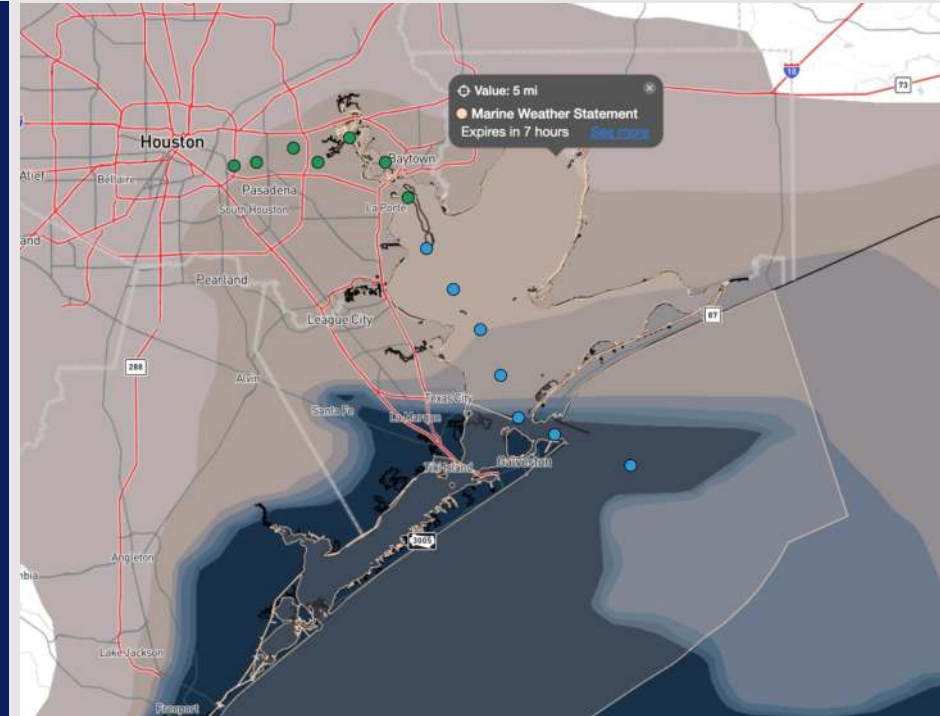 Value: 5 mi
Marine Weather Statement
Expires in 7 hours See more
10
73
Houston
Baytown
Alief
Bellaire
Pasadena
South Houston
La Porte
and
Pearland
League City
87
288
Alvin
Santa Fe
Texas City
La Marque
Tiki Island
Galveston
3005
Angleton
mbia
Lake Jackson
Freeport